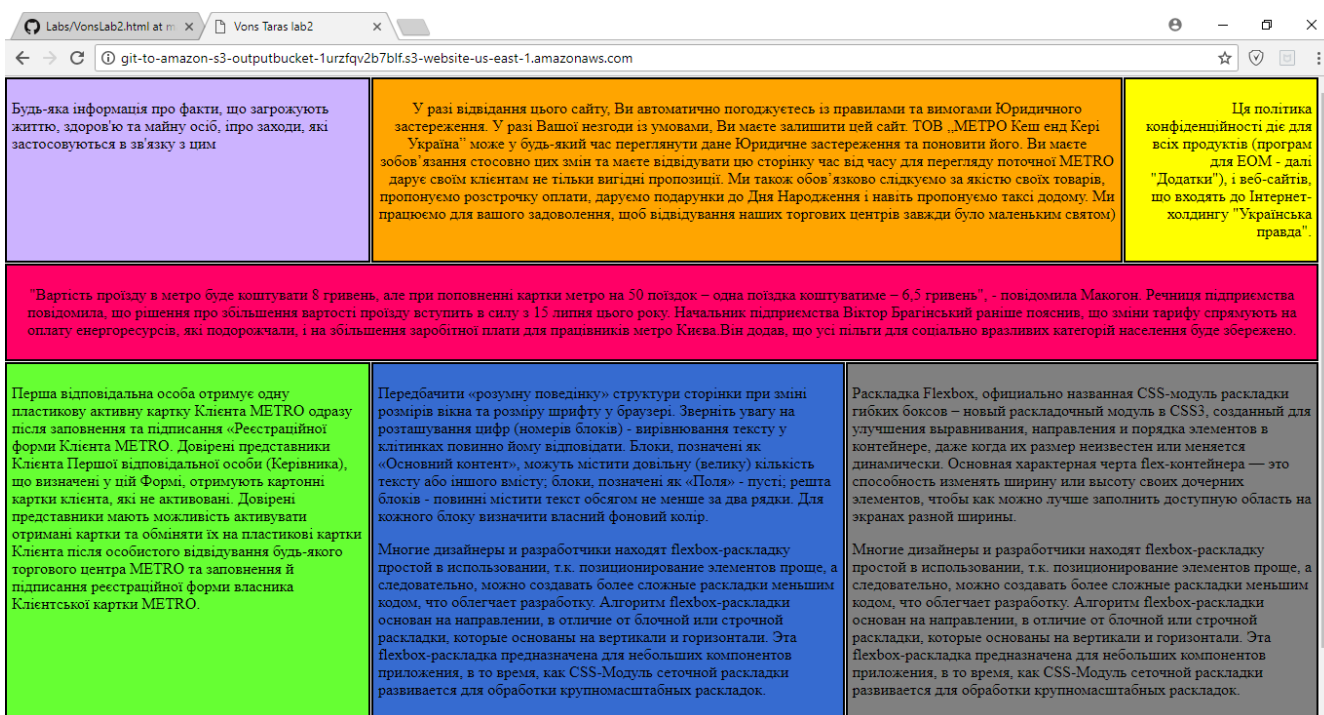 Labs/VonsLab2.html at m
Vons Taras lab2
git-to-amazon-s3-outputbucket-1urzfqv2b7blf.s3-website-us-east-1.amazonaws.com
Будь-яка інформація про факти, що загрожують
життю, здоров'ю та майну осіб, іпро заходи, які
застосовуються в зв'язку з цим
У разі відвідання цього сайту, Ви автоматично погоджуєтесь із правилами та вимогами Юридичного
застереження. У разі Вашої незгоди із умовами, Ви маєте залишити цей сайт. ТОВ „МЕТРО Кеш енд Кері
Україна” може у будь-який час переглянути дане Юридичне застереження та поновити його. Ви маєте
зобов’язання стосовно цих змін та маєте відвідувати цю сторінку час від часу для перегляду поточної METRO
дарує своїм клієнтам не тільки вигідні пропозиції. Ми також обов’язково слідкуємо за якістю своїх товарів,
пропонуємо розстрочку оплати, даруємо подарунки до Дня Народження і навіть пропонуємо таксі додому. Ми
працюємо для вашого задоволення, щоб відвідування наших торгових центрів завжди було маленьким святом)
Ця політика
конфіденційності діє для
всіх продуктів (програм
для ЕОМ - далі
"Додатки"), і веб-сайтів,
що входять до Інтернет-
холдингу "Українська
правда".
"Вартість проїзду в метро буде коштувати 8 гривень, але при поповненні картки метро на 50 поїздок – одна поїздка коштуватиме – 6,5 гривень", - повідомила Макогон. Речниця підприємства
повідомила, що рішення про збільшення вартості проїзду вступить в силу з 15 липня цього року. Начальник підприємства Віктор Брагінський раніше пояснив, що зміни тарифу спрямують на
оплату енергоресурсів, які подорожчали, і на збільшення заробітної плати для працівників метро Києва.Він додав, що усі пільги для соціально вразливих категорій населення буде збережено.
Перша відповідальна особа отримує одну
пластикову активну картку Клієнта METRO одразу
після заповнення та підписання «Реєстраційної
форми Клієнта METRO. Довірені представники
Клієнта Першої відповідальної особи (Керівника),
що визначені у цій Формі, отримують картонні
картки клієнта, які не активовані. Довірені
представники мають можливість активувати
отримані картки та обміняти їх на пластикові картки
Клієнта після особистого відвідування будь-якого
торгового центра METRO та заповнення й
підписання реєстраційної форми власника
Клієнтської картки METRO.
Передбачити «розумну поведінку» структури сторінки при зміні
розмірів вікна та розміру шрифту у браузері. Зверніть увагу на
розташування цифр (номерів блоків) - вирівнювання тексту у
клітинках повинно йому відповідати. Блоки, позначені як
«Основний контент», можуть містити довільну (велику) кількість
тексту або іншого вмісту; блоки, позначені як «Поля» - пусті; решта
блоків - повинні містити текст обсягом не менше за два рядки. Для
кожного блоку визначити власний фоновий колір.
Многие дизайнеры и разработчики находят flexbox-раскладку
простой в использовании, т.к. позиционирование элементов проще, а
следовательно, можно создавать более сложные раскладки меньшим
кодом, что облегчает разработку. Алгоритм flexbox-раскладки
основан на направлении, в отличие от блочной или строчной
раскладки, которые основаны на вертикали и горизонтали. Эта
flexbox-раскладка предназначена для небольших компонентов
приложения, в то время, как CSS-Модуль сеточной раскладки
развивается для обработки крупномасштабных раскладок.
Раскладка Flexbox, официально названная CSS-модуль раскладки
гибких боксов – новый раскладочный модуль в CSS3, созданный для
улучшения выравнивания, направления и порядка элементов в
контейнере, даже когда их размер неизвестен или меняется
динамически. Основная характерная черта flex-контейнера — это
способность изменять ширину или высоту своих дочерних
элементов, чтобы как можно лучше заполнить доступную область на
экранах разной ширины.
Многие дизайнеры и разработчики находят flexbox-раскладку
простой в использовании, т.к. позиционирование элементов проще, а
следовательно, можно создавать более сложные раскладки меньшим
кодом, что облегчает разработку. Алгоритм flexbox-раскладки
основан на направлении, в отличие от блочной или строчной
раскладки, которые основаны на вертикали и горизонтали. Эта
flexbox-раскладка предназначена для небольших компонентов
приложения, в то время, как CSS-Модуль сеточной раскладки
развивается для обработки крупномасштабных раскладок.